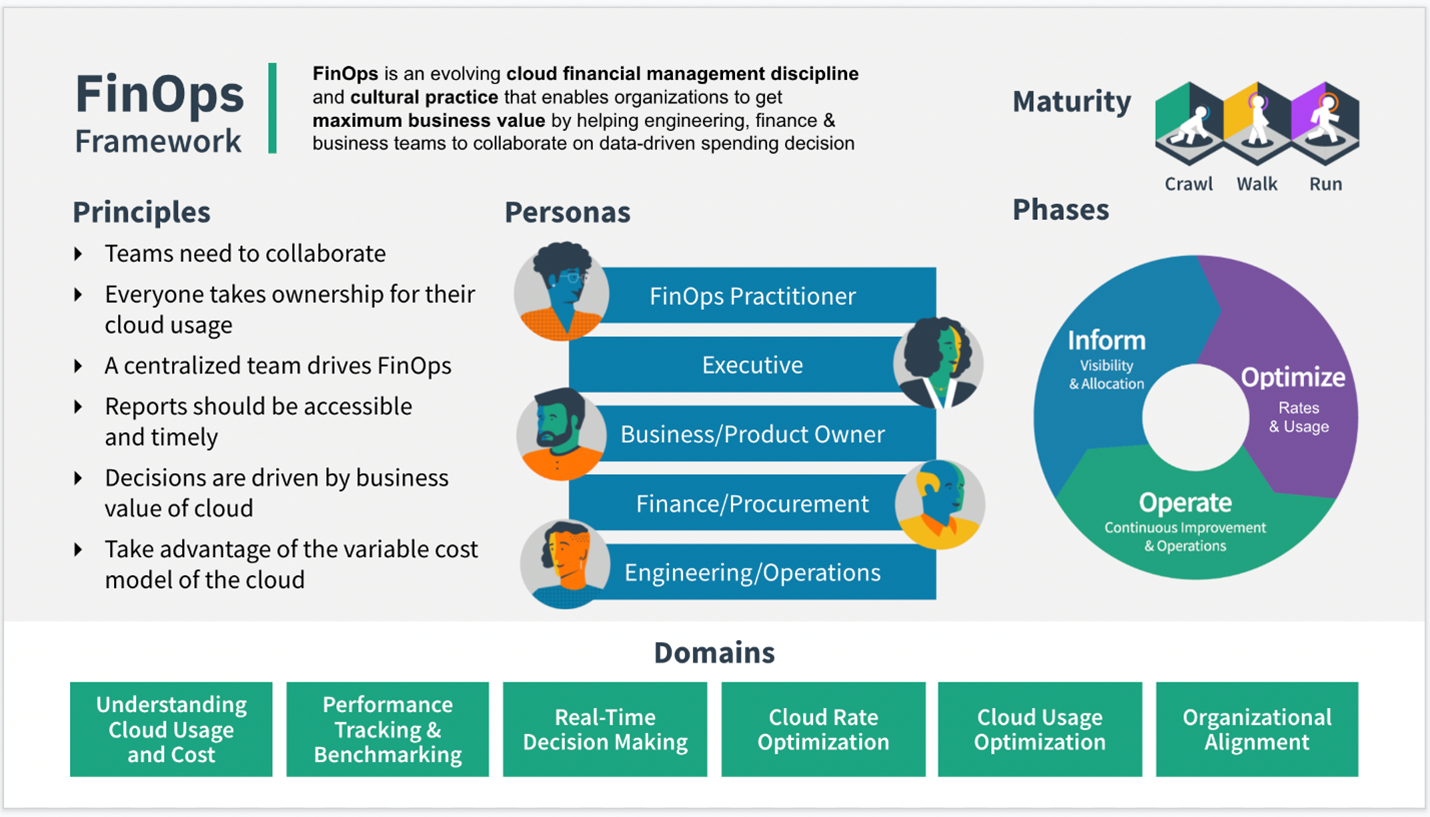 FinOps
Framework
FinOps is an evolving cloud financial management discipline
and cultural practice that enables organizations to get
maximum business value by helping engineering, finance &
business teams to collaborate on data-driven spending decision
Maturity
Crawl
Walk
Run
Principles
Teams need to collaborate
Everyone takes ownership for their
cloud usage
A centralized team drives FinOps
Reports should be accessible
and timely
Decisions are driven by business
value of cloud
Take advantage of the variable cost
model of the cloud
Personas
FinOps Practitioner
Executive
Business/Product Owner
Finance/Procurement
Engineering/Operations
Phases
Inform
Visibility
& Allocation
Optimize
Rates
& Usage
Operate
Continuous Improvement
& Operations
Domains
Understanding
Cloud Usage
and Cost
Performance
Tracking &
Benchmarking
Real-Time
Decision Making
Cloud Rate
Optimization
Cloud Usage
Optimization
Organizational
Alignment